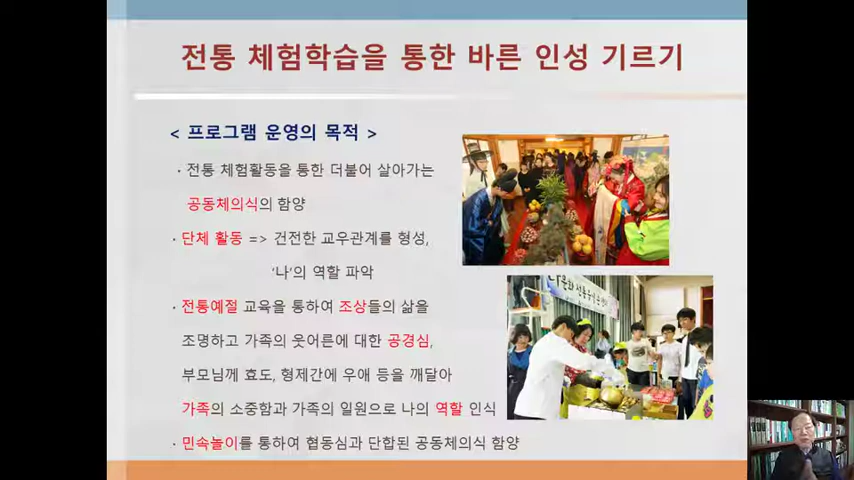 전통 체험학습을 통한 바른 인성 기르기
< 프로그램 운영의 목적 >
· 전통 체험활동을 통한 더불어 살아가는
공동체의식의 함양
· 단체 활동 => 건전한 교우관계를 형성,
'나'의 역할 파악
· 전통예절 교육을 통하여 조상들의 삶을
조명하고 가족의 웃어른에 대한 공경심,
부모님께 효도, 형제간에 우애 등을 깨달아
가족의 소중함과 가족의 일원으로 나의 역할 인식
· 민속놀이를 통하여 협동심과 단합된 공동체의식 함양